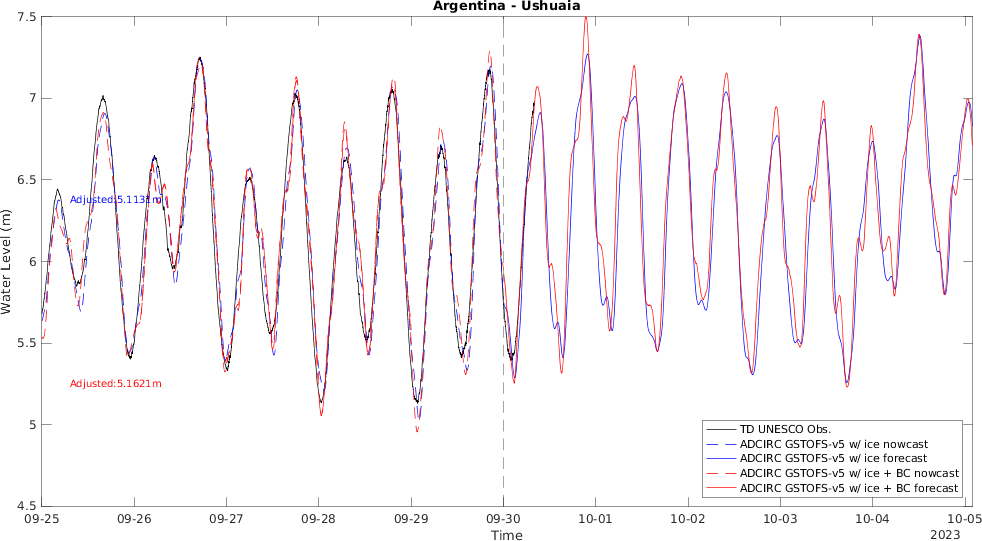 Argentina - Ushuaia
7.5
7
6.5
6
5.5
5
4.5
Water Level (m)
Adjusted:5.1131m
Adjusted:5.1621m
TD UNESCO Obs.
ADCIRC GSTOFS-v5 w/ ice nowcast
ADCIRC GSTOFS-v5 w/ ice forecast
ADCIRC GSTOFS-v5 w/ ice + BC nowcast
ADCIRC GSTOFS-v5 w/ ice + BC forecast
09-25 09-26 09-27 09-28 09-29 09-30 10-01 10-02 10-03 10-04 10-05
2023
Time